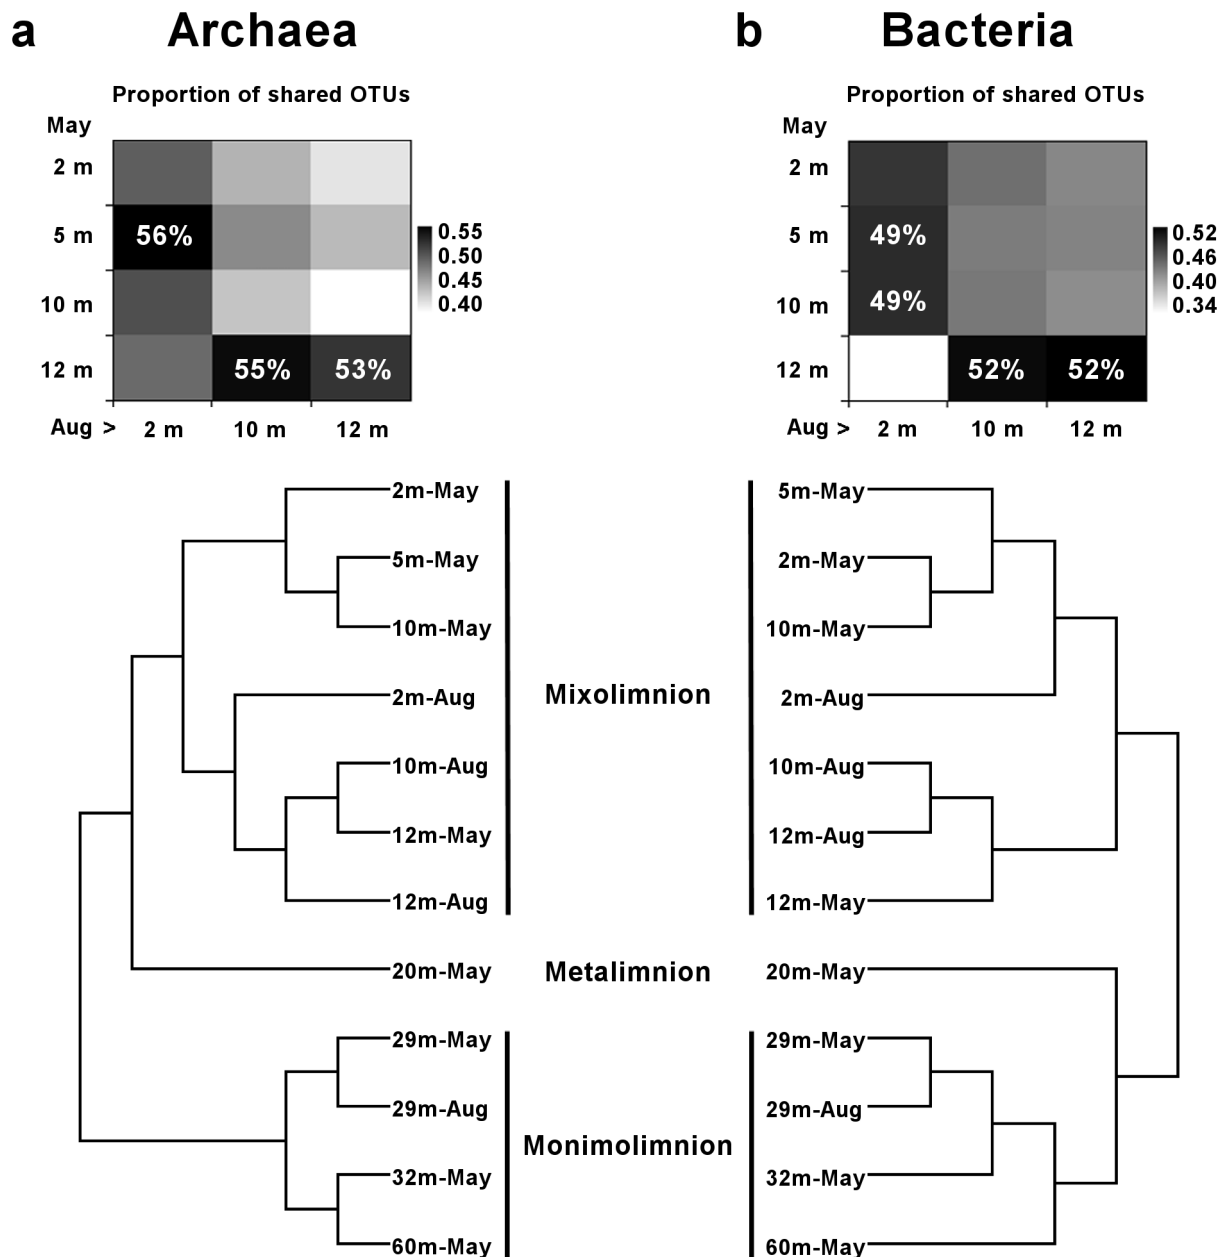 a Archaea
Proportion of shared OTUs
May
2 m
5 m 56%
10 m
12 m 55% 53%
Aug > 2 m 10 m 12 m
0.55
0.50
0.45
0.40
b Bacteria
Proportion of shared OTUs
May
2 m
5 m 49%
10 m 49%
12 m 52% 52%
Aug > 2 m 10 m 12 m
0.52
0.46
0.40
0.34
2m-May
5m-May
10m-May
2m-Aug
10m-Aug
12m-May
12m-Aug
20m-May
29m-May
29m-Aug
32m-May
60m-May
Mixolimnion
Metalimnion
Monimolimnion
5m-May
2m-May
10m-May
2m-Aug
10m-Aug
12m-Aug
12m-May
20m-May
29m-May
29m-Aug
32m-May
60m-May